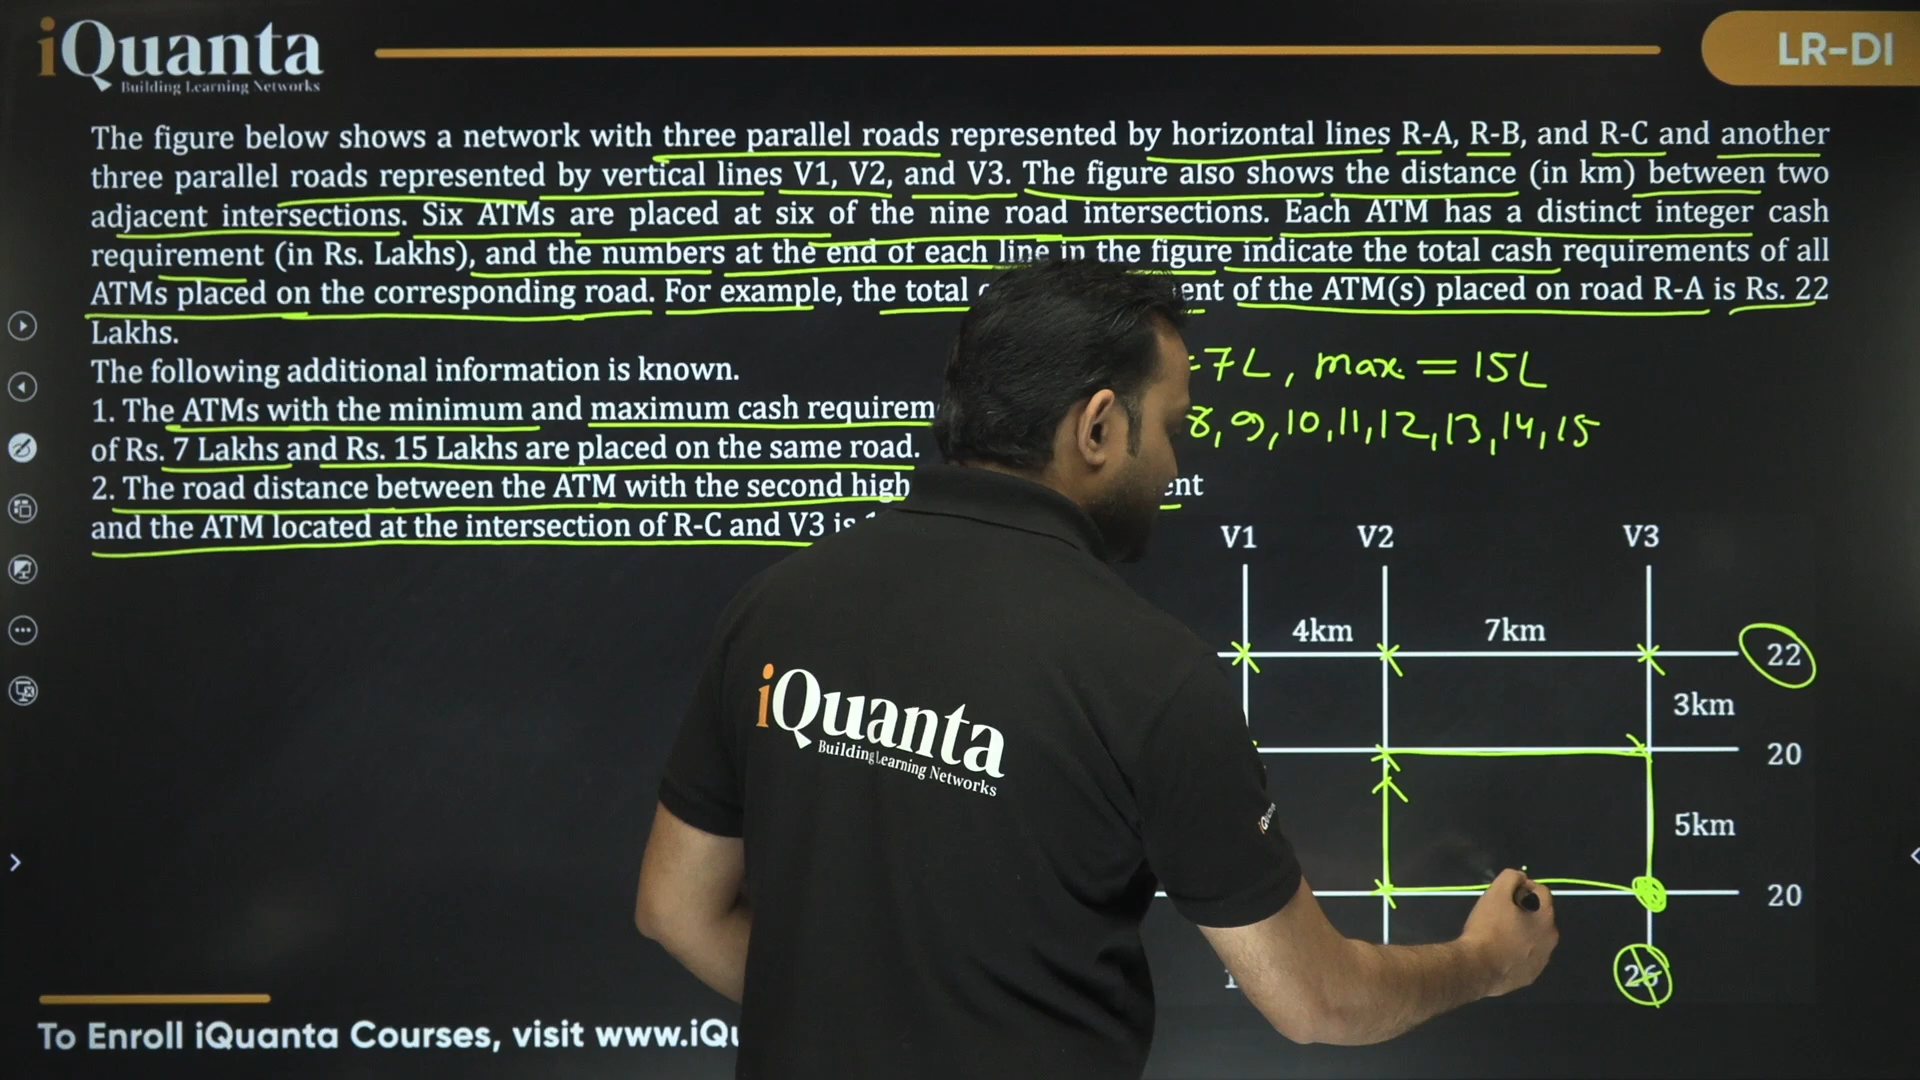 iQuanta
Building Learning Networks
LR-DI
The figure below shows a network with three parallel roads represented by horizontal lines R-A, R-B, and R-C and another
three parallel roads represented by vertical lines V1, V2, and V3. The figure also shows the distance (in km) between two
adjacent intersections. Six ATMs are placed at six of the nine road intersections. Each ATM has a distinct integer cash
requirement (in Rs. Lakhs), and the numbers at the end of each line in the figure indicate the total cash requirements of all
ATMs placed on the corresponding road. For example, the total ent of the ATM(s) placed on road R-A is Rs. 22
Lakhs.
The following additional information is known.
=7L, max. = 15L
1. The ATMs with the minimum and maximum cash requirem
8, 9, 10, 11, 12, 13, 14, 15
of Rs. 7 Lakhs and Rs. 15 Lakhs are placed on the same road.
2. The road distance between the ATM with the second high ent
and the ATM located at the intersection of R-C and V3 is
V1 V2 V3
4km 7km
22
3km
20
5km
20
26
iQuanta
Building Learning Networks
To Enroll iQuanta Courses, visit www.iQu